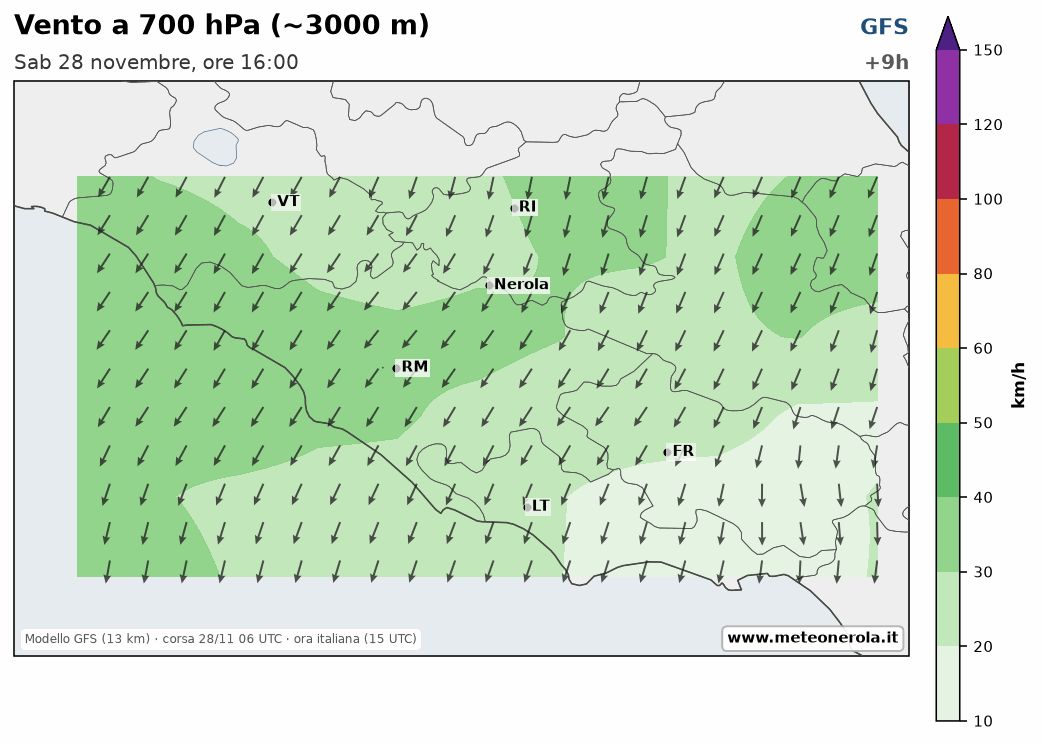 Vento a 700 hPa (~3000 m)
GFS
Sab 28 novembre, ore 16:00
+9h
VT
RI
Nerola
RM
FR
LT
150
120
100
80
60
50
40
30
20
10
km/h
Modello GFS (13 km) · corsa 28/11 06 UTC · ora italiana (15 UTC)
www.meteonerola.it